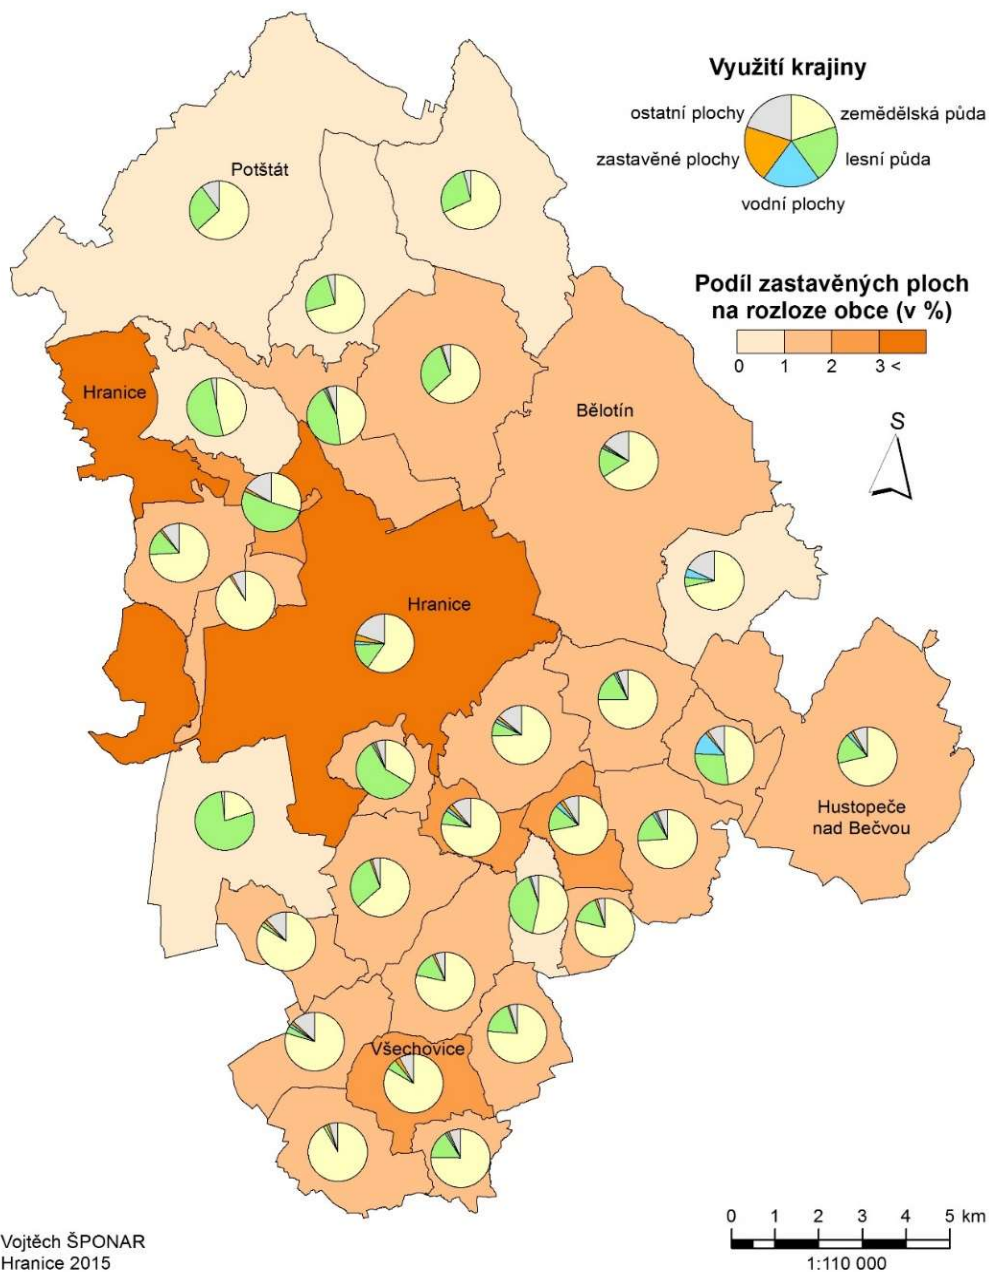 Využití krajiny
ostatní plochy
zemědělská půda
zastavěné plochy
lesní půda
vodní plochy
Potštát
Podíl zastavěných ploch
na rozloze obce (v %)
0 1 2 3 <
Hranice
Bělotín
S
Hranice
Hustopeče
nad Bečvou
Všechovice
0 1 2 3 4 5 km
1:110 000
Vojtěch ŠPONAR
Hranice 2015